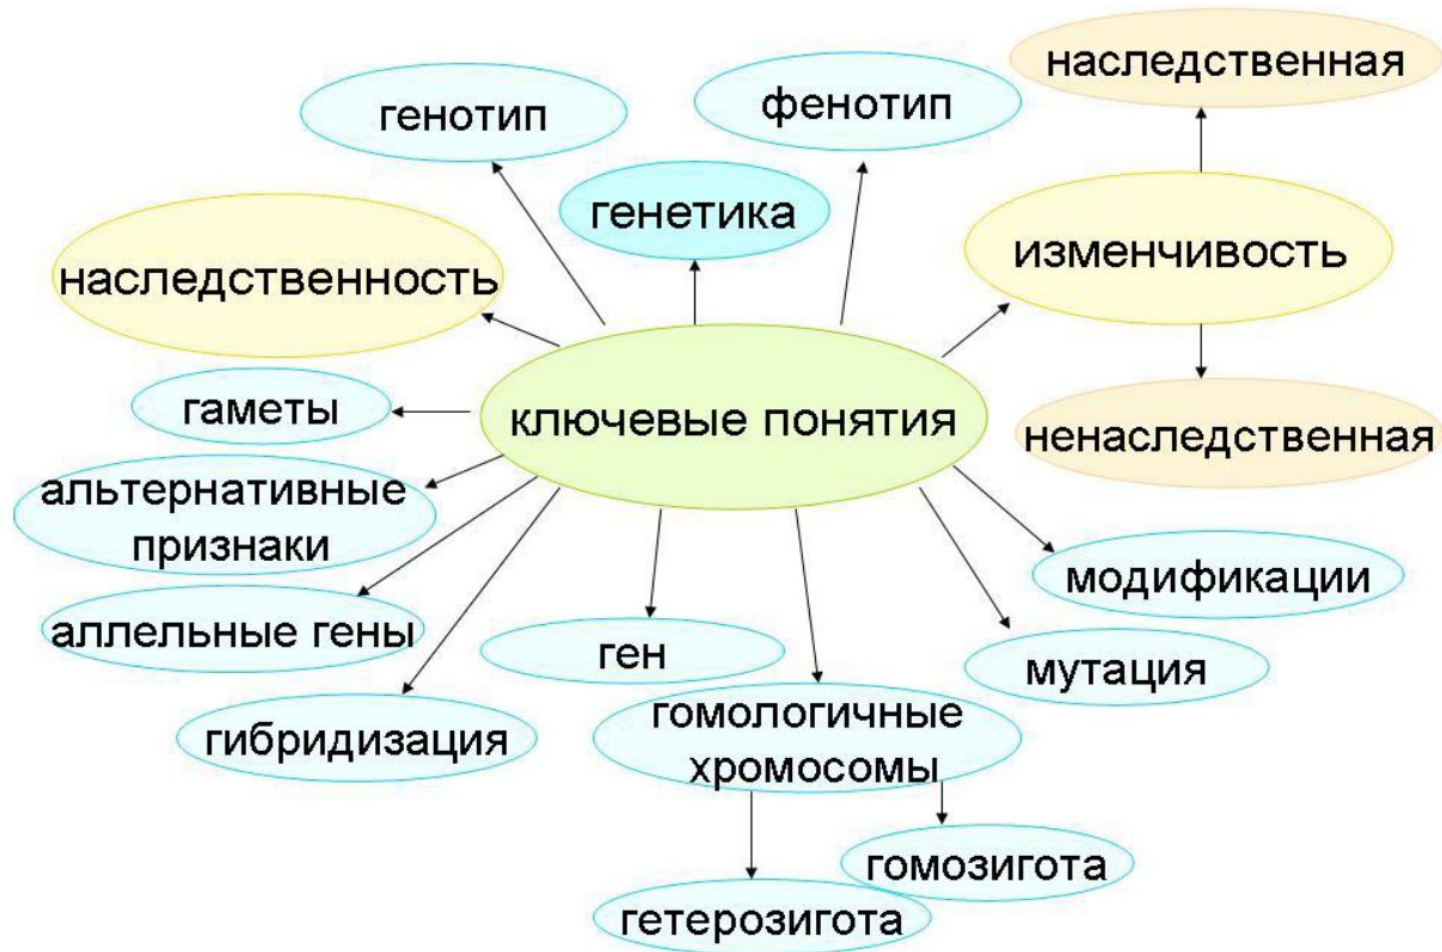 наследственная
фенотип
генотип
генетика
изменчивость
наследственность
гаметы
ключевые понятия
ненаследственная
альтернативные
признаки
модификации
аллельные гены
ген
мутация
гибридизация
гомологичные
хромосомы
гомозигота
гетерозигота